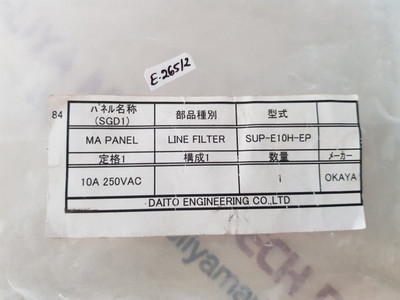 E-265/2
84
パネル名称 部品種別 型式
(SGD1)
MA PANEL LINE FILTER SUP-E10H-EP
定格1 構成1 数量 メーカー
10A 250VAC 1 OKAYA
DAITO ENGINEERING CO.,LTD